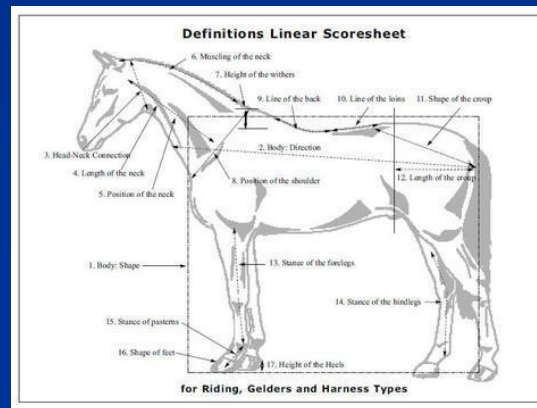 Definitions Linear Scoresheet
6. Muscling of the neck
7. Height of the withers
9. Line of the back
10. Line of the loins
11. Shape of the croup
2. Body: Direction
3. Head-Neck Connection
4. Length of the neck
5. Position of the neck
8. Position of the shoulder
12. Length of the croup
1. Body: Shape
13. Stance of the forelegs
14. Stance of the hindlegs
15. Stance of pasterns
16. Shape of feet
17. Height of the Heels
for Riding, Gelders and Harness Types